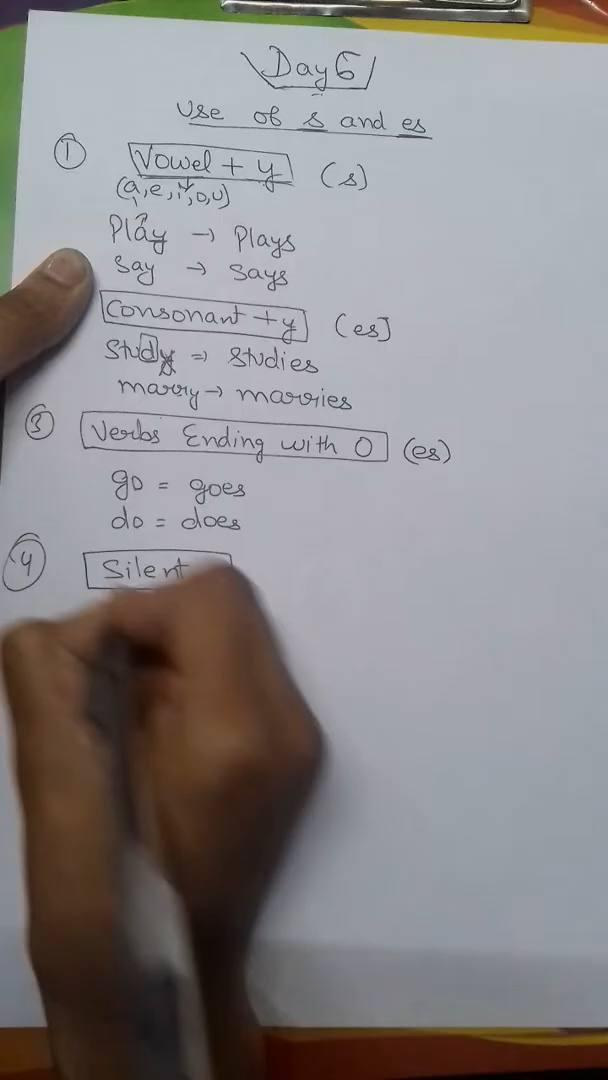 Day 6
Use of s and es
① Vowel + y (s)
(a, e, i, o, u)
Play → Plays
Say → Says
Consonant + y (es]
Study ⇒ Studies
marry → marries
③ Verbs Ending with O (es)
go = goes
do = does
④ Silent